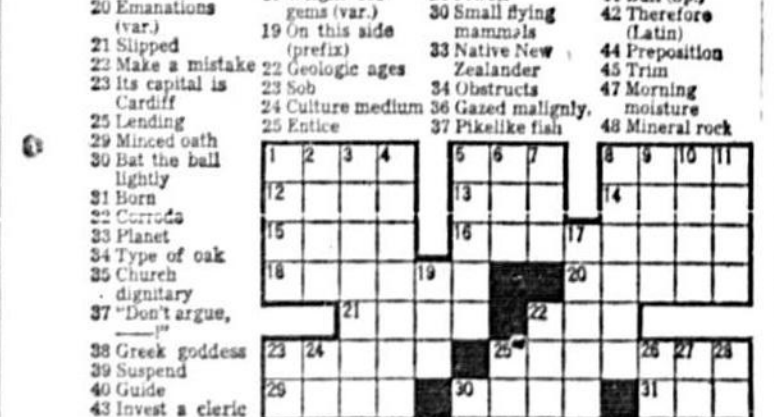 20 Emanations
(var.)
21 Slipped
22 Make a mistake
23 Its capital is
Cardiff
25 Lending
29 Minced oath
30 Bat the ball
lightly
31 Born
32 Corrode
33 Planet
34 Type of oak
35 Church
dignitary
37 "Don't argue,
——!"
38 Greek goddess
39 Suspend
40 Guide
43 Invest a cleric
gems (var.)
19 On this side
(prefix)
22 Geologic ages
23 Sob
24 Culture medium
25 Entice
30 Small flying
mammals
33 Native New
Zealander
34 Obstructs
36 Gazed malignly,
37 Pikelike fish
42 Therefore
(Latin)
44 Preposition
45 Trim
47 Morning
moisture
48 Mineral rock
1 2 3 4 5 6 7 8 9 10 11
12 13 14
15 16 17
18 19 20
21 22
23 24 25 26 27 28
29 30 31